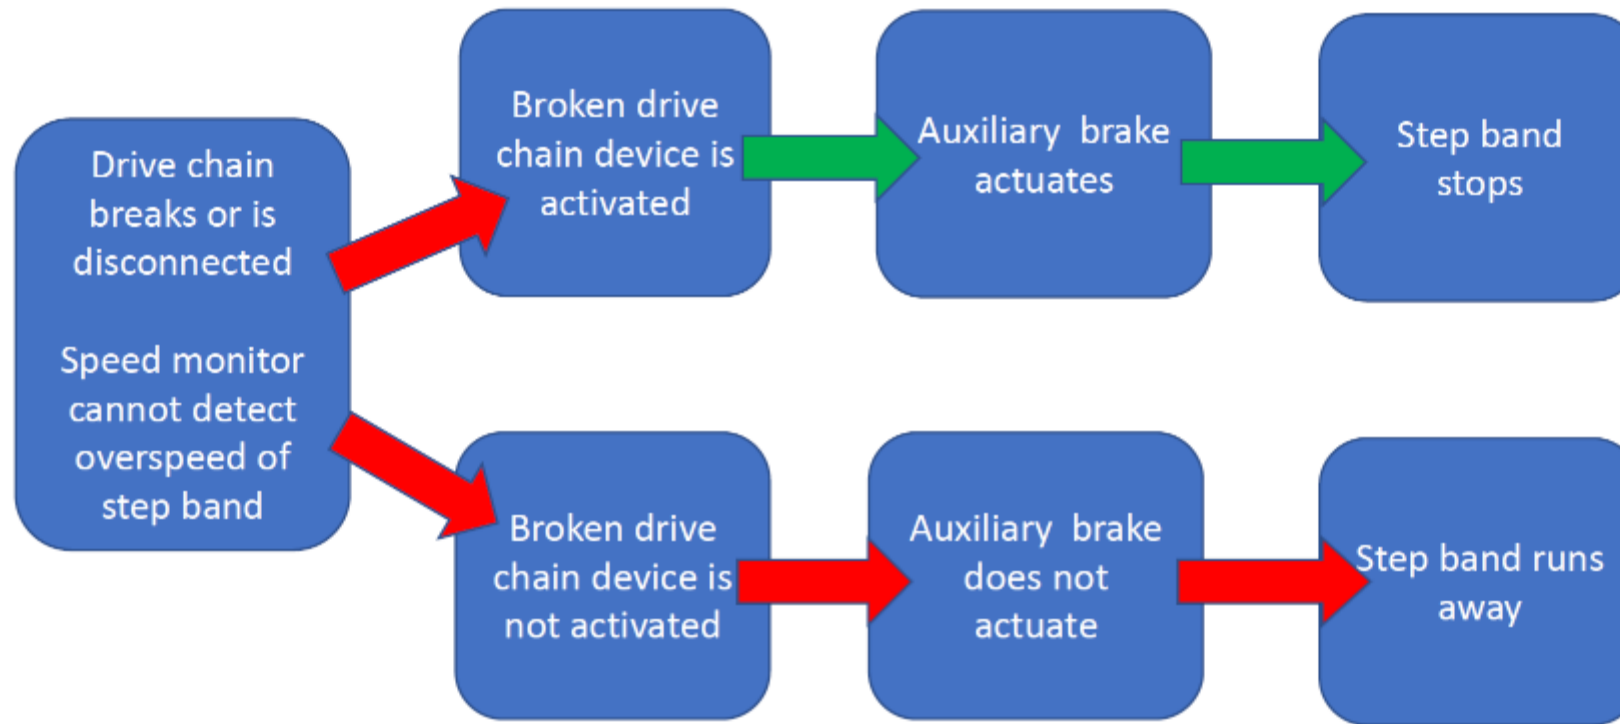 Drive chain
breaks or is
disconnected
Speed monitor
cannot detect
overspeed of
step band
Broken drive
chain device is
activated
Auxiliary brake
actuates
Step band
stops
Broken drive
chain device is
not activated
Auxiliary brake
does not
actuate
Step band runs
away